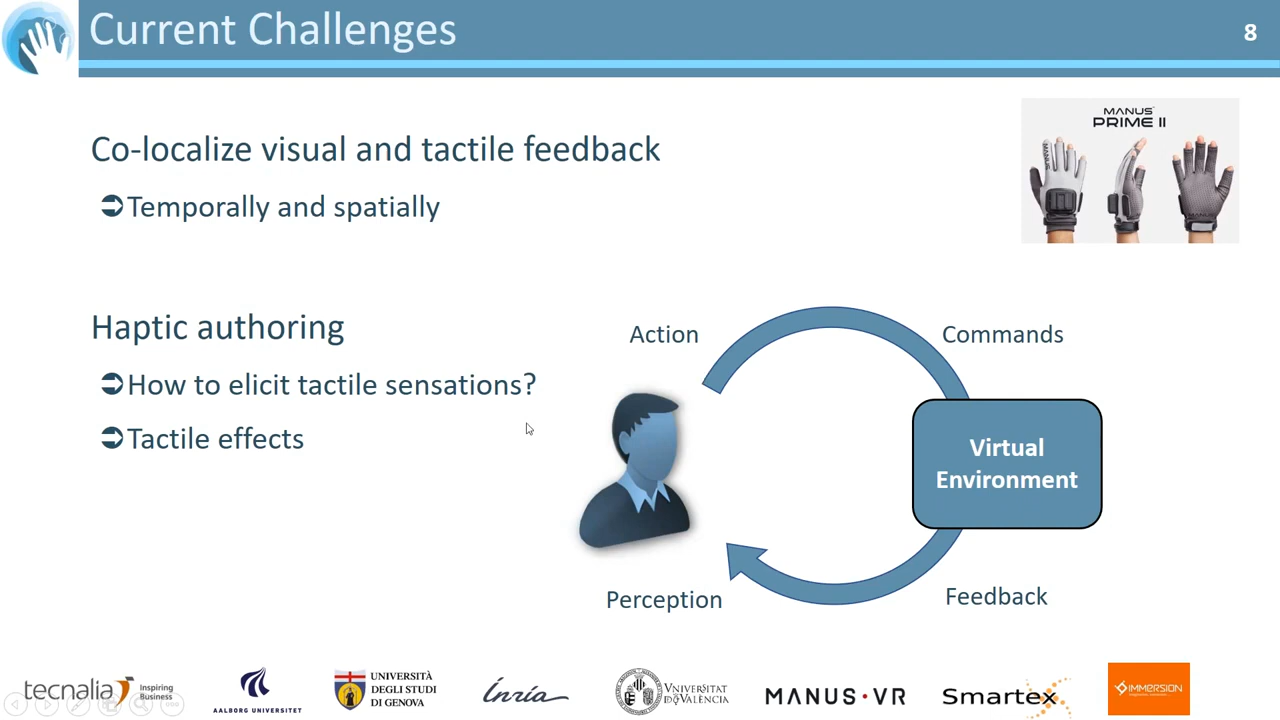 Current Challenges
8
Co-localize visual and tactile feedback
Temporally and spatially
MANUS
PRIME II
MANUS
Haptic authoring
How to elicit tactile sensations?
Tactile effects
Action
Commands
Virtual
Environment
Perception
Feedback
tecnalia Inspiring
Business
AALBORG UNIVERSITET
UNIVERSITÀ
DEGLI STUDI
DI GENOVA
Inria
VNIVERSITAT
DE VALÈNCIA
MANUS·VR
Smartex
IMMERSION